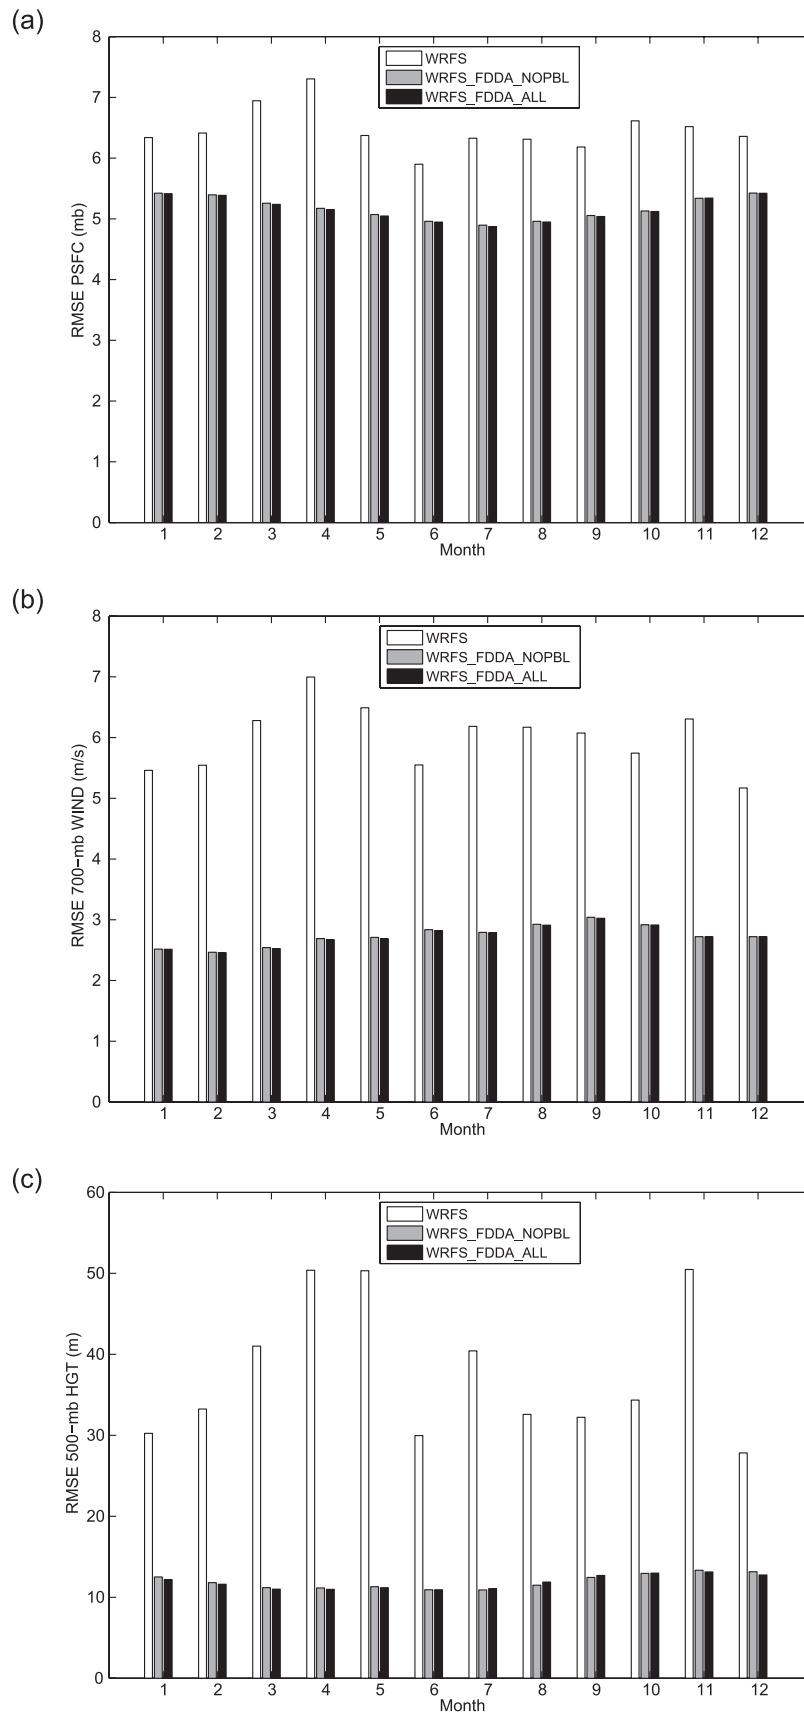 (a)
8
7
6
5
4
3
2
1
0
RMSE PSFC (mb)
WRFS
WRFS_FDDA_NOPBL
WRFS_FDDA_ALL
1 2 3 4 5 6 7 8 9 10 11 12
Month
(b)
8
7
6
5
4
3
2
1
0
RMSE 700−mb WIND (m/s)
WRFS
WRFS_FDDA_NOPBL
WRFS_FDDA_ALL
1 2 3 4 5 6 7 8 9 10 11 12
Month
(c)
60
50
40
30
20
10
0
RMSE 500−mb HGT (m)
WRFS
WRFS_FDDA_NOPBL
WRFS_FDDA_ALL
1 2 3 4 5 6 7 8 9 10 11 12
Month